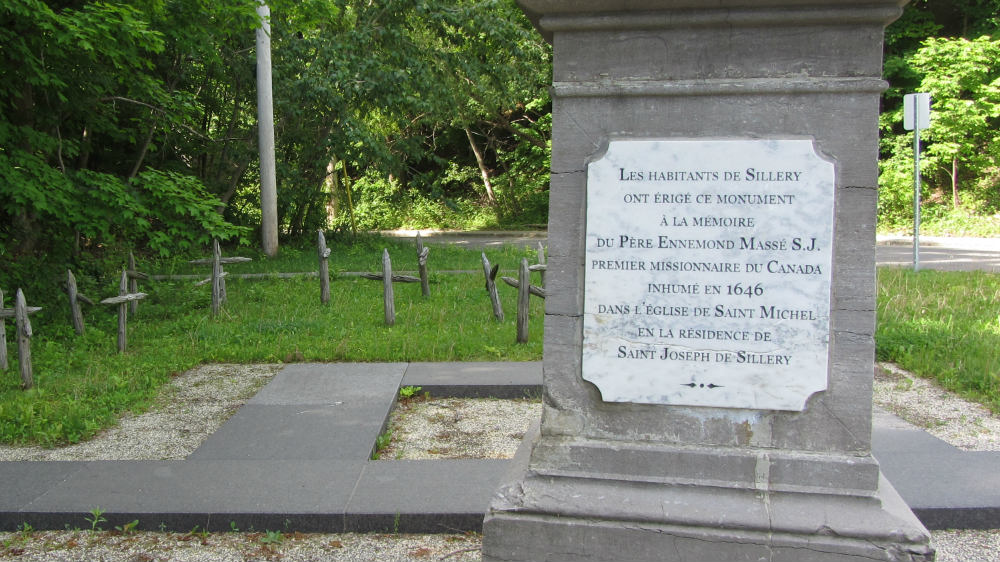 Les habitants de Sillery
ont érigé ce monument
à la mémoire
du Père Ennemond Massé S.J.
premier missionnaire du Canada
inhumé en 1646
dans l'église de Saint Michel
en la résidence de
Saint Joseph de Sillery